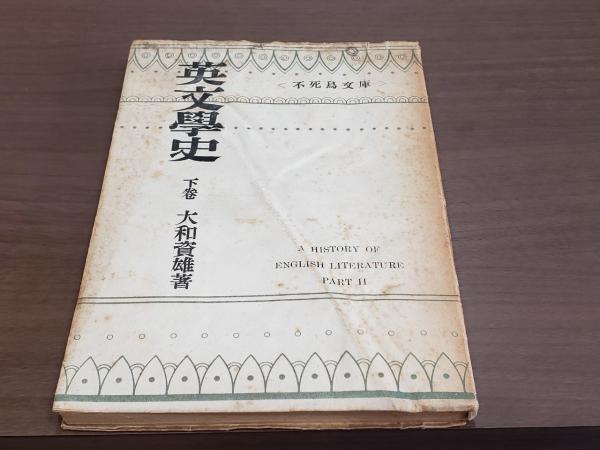 英文學史
下卷 大和資雄著
〈不死鳥文庫〉
A HISTORY OF
ENGLISH LITERATURE
PART II